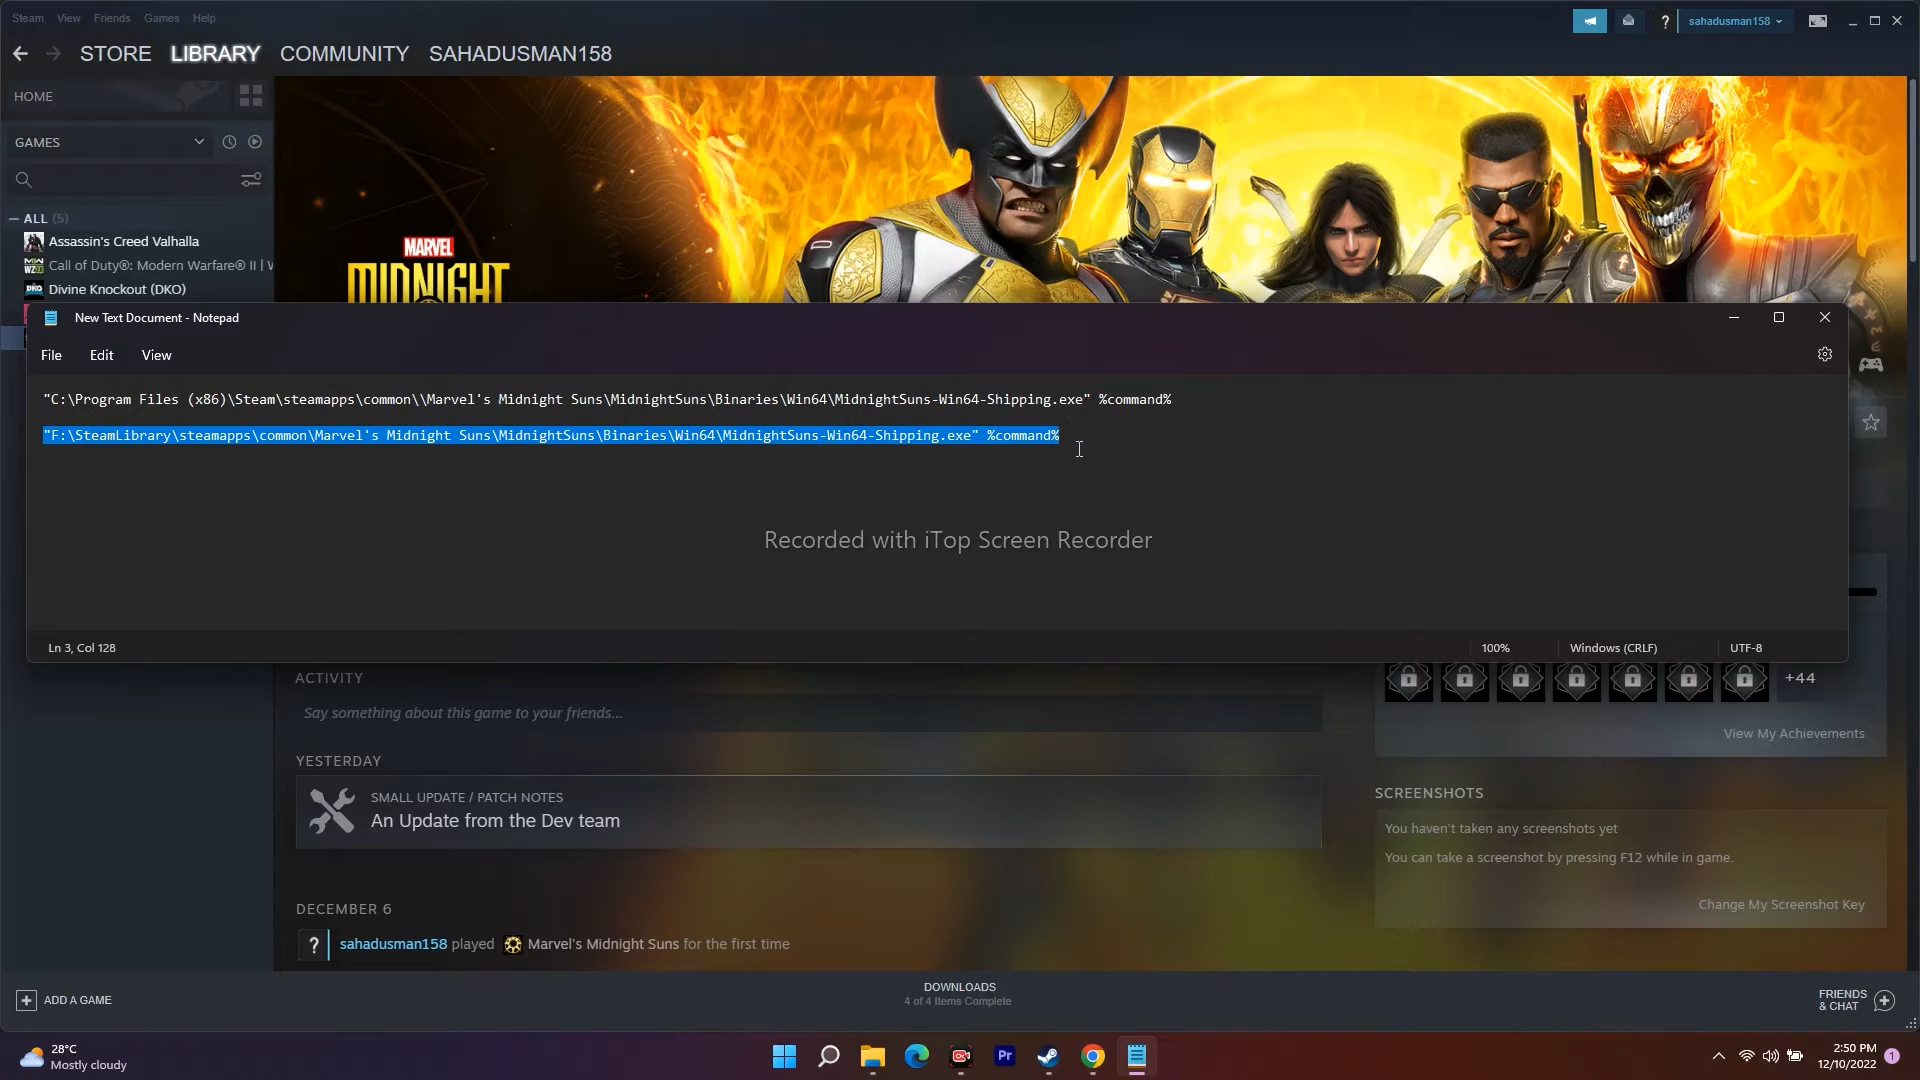 Steam View Friends Games Help
sahadusman158
STORE LIBRARY COMMUNITY SAHADUSMAN158
HOME
GAMES
ALL (5)
Assassin's Creed Valhalla
Call of Duty®: Modern Warfare® II | W
Divine Knockout (DKO)
MARVEL
MIDNIGHT
New Text Document - Notepad
File Edit View
"C:\Program Files (x86)\Steam\steamapps\common\\Marvel's Midnight Suns\MidnightSuns\Binaries\Win64\MidnightSuns-Win64-Shipping.exe" %command%
"F:\SteamLibrary\steamapps\common\Marvel's Midnight Suns\MidnightSuns\Binaries\Win64\MidnightSuns-Win64-Shipping.exe" %command%
Recorded with iTop Screen Recorder
Ln 3, Col 128
100%
Windows (CRLF)
UTF-8
+44
View My Achievements
ACTIVITY
Say something about this game to your friends...
YESTERDAY
SMALL UPDATE / PATCH NOTES
An Update from the Dev team
DECEMBER 6
sahadusman158 played Marvel's Midnight Suns for the first time
SCREENSHOTS
You haven't taken any screenshots yet
You can take a screenshot by pressing F12 while in game.
Change My Screenshot Key
ADD A GAME
DOWNLOADS
4 of 4 Items Complete
FRIENDS
& CHAT
28°C
Mostly cloudy
Pr
2:50 PM
12/10/2022
1